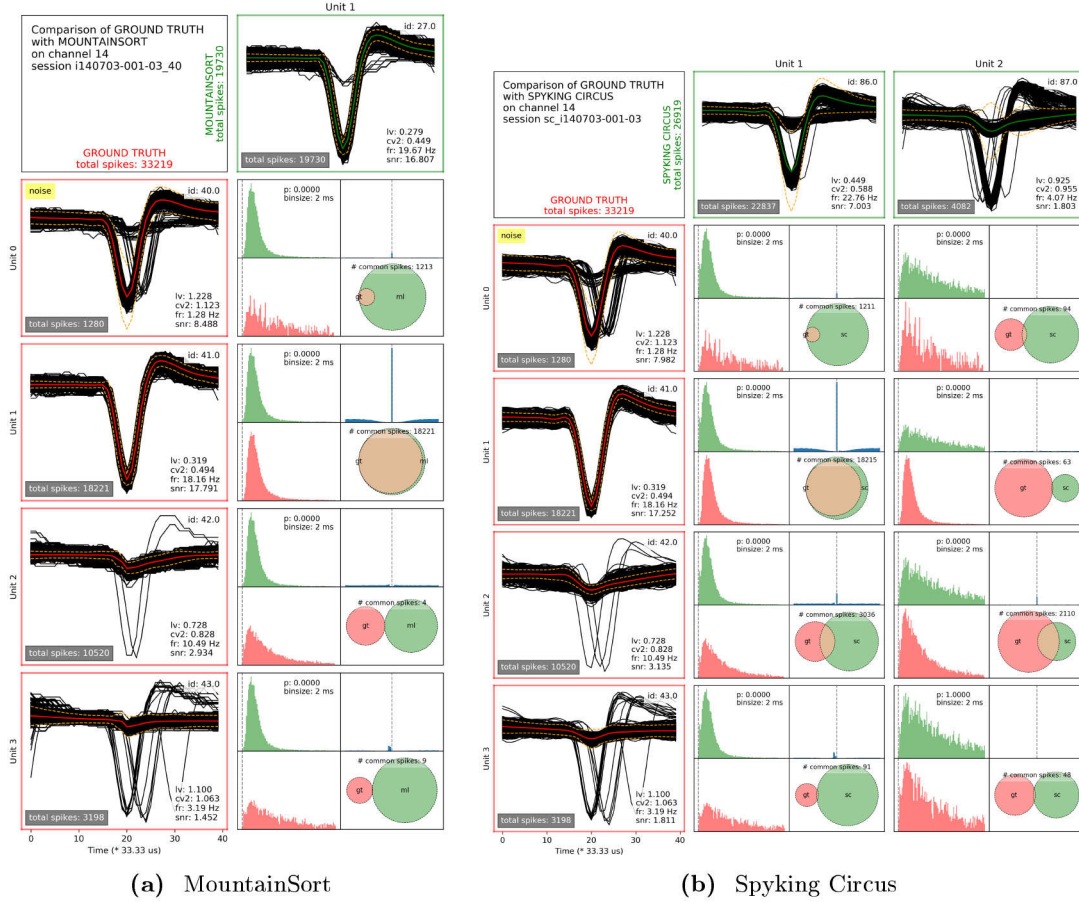 Unit 1
Comparison of GROUND TRUTH
with MOUNTAINSORT
on channel 14
session i140703-001-03_40
MOUNTAINSORT
total spikes: 19730
GROUND TRUTH
total spikes: 33219
id: 27.0
lv: 0.279
cv2: 0.449
fr: 19.67 Hz
snr: 16.807
total spikes: 19730
Unit 0
noise
id: 40.0
lv: 1.228
cv2: 1.123
fr: 1.28 Hz
snr: 8.488
total spikes: 1280
p: 0.0000
binsize: 2 ms
# common spikes: 1213
gt
ml
Unit 1
id: 41.0
lv: 0.319
cv2: 0.494
fr: 18.16 Hz
snr: 17.791
total spikes: 18221
p: 0.0000
binsize: 2 ms
# common spikes: 18221
gt
ml
Unit 2
id: 42.0
lv: 0.728
cv2: 0.828
fr: 10.49 Hz
snr: 2.934
total spikes: 10520
p: 0.0000
binsize: 2 ms
# common spikes: 4
gt
ml
Unit 3
id: 43.0
lv: 1.100
cv2: 1.063
fr: 3.19 Hz
snr: 1.452
total spikes: 3198
p: 0.0000
binsize: 2 ms
# common spikes: 9
gt
ml
0 10 20 30 40
Time (* 33.33 us)
(a) MountainSort
Unit 1
Unit 2
Comparison of GROUND TRUTH
with SPYKING CIRCUS
on channel 14
session sc_i140703-001-03
SPYKING CIRCUS
total spikes: 26919
GROUND TRUTH
total spikes: 33219
id: 86.0
lv: 0.449
cv2: 0.588
fr: 22.76 Hz
snr: 7.003
total spikes: 22837
id: 87.0
lv: 0.925
cv2: 0.955
fr: 4.07 Hz
snr: 1.803
total spikes: 4082
Unit 0
noise
id: 40.0
lv: 1.228
cv2: 1.123
fr: 1.28 Hz
snr: 7.982
total spikes: 1280
p: 0.0000
binsize: 2 ms
# common spikes: 1211
gt
sc
p: 0.0000
binsize: 2 ms
# common spikes: 94
gt
sc
Unit 1
id: 41.0
lv: 0.319
cv2: 0.494
fr: 18.16 Hz
snr: 17.252
total spikes: 18221
p: 0.0000
binsize: 2 ms
# common spikes: 18215
gt
sc
p: 0.0000
binsize: 2 ms
# common spikes: 63
gt
sc
Unit 2
id: 42.0
lv: 0.728
cv2: 0.828
fr: 10.49 Hz
snr: 3.135
total spikes: 10520
p: 0.0000
binsize: 2 ms
# common spikes: 3036
gt
sc
p: 0.0000
binsize: 2 ms
# common spikes: 2110
gt
sc
Unit 3
id: 43.0
lv: 1.100
cv2: 1.063
fr: 3.19 Hz
snr: 1.811
total spikes: 3198
p: 0.0000
binsize: 2 ms
# common spikes: 91
gt
sc
p: 1.0000
binsize: 2 ms
# common spikes: 48
gt
sc
0 10 20 30 40
Time (* 33.33 us)
(b) Spyking Circus